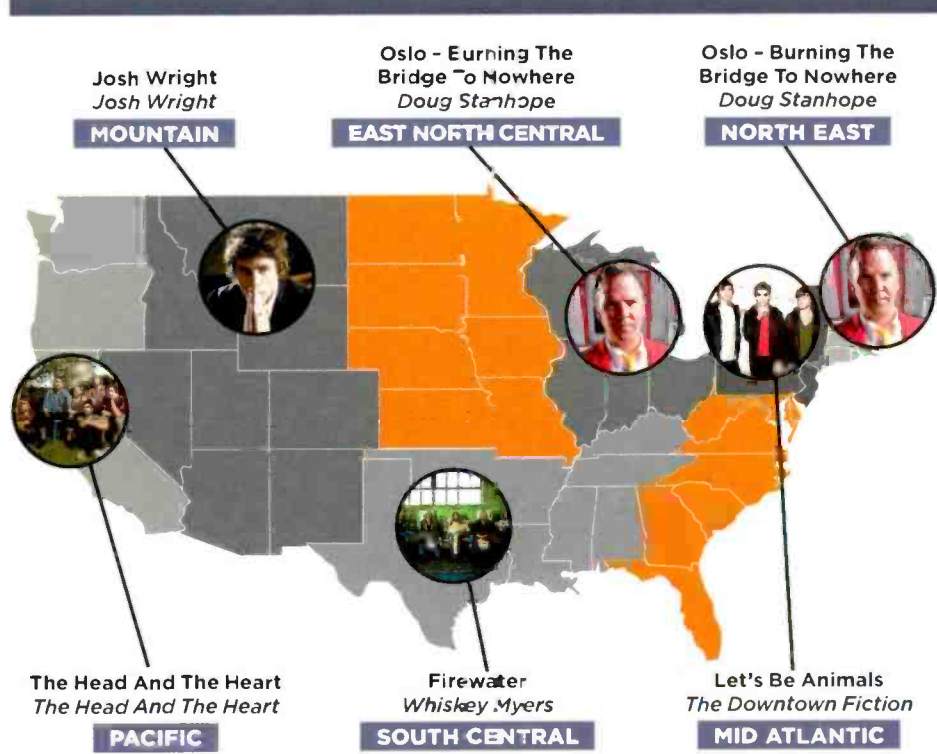 Josh Wright
Josh Wright
MOUNTAIN
Oslo - Eurning The
Bridge To Nowhere
Doug Stanhope
EAST NORTH CENTRAL
Oslo - Burning The
Bridge To Nowhere
Doug Stanhope
NORTH EAST
The Head And The Heart
The Head And The Heart
PACIFIC
Firewater
Whiskey Myers
SOUTH CENTRAL
Let's Be Animals
The Downtown Fiction
MID ATLANTIC